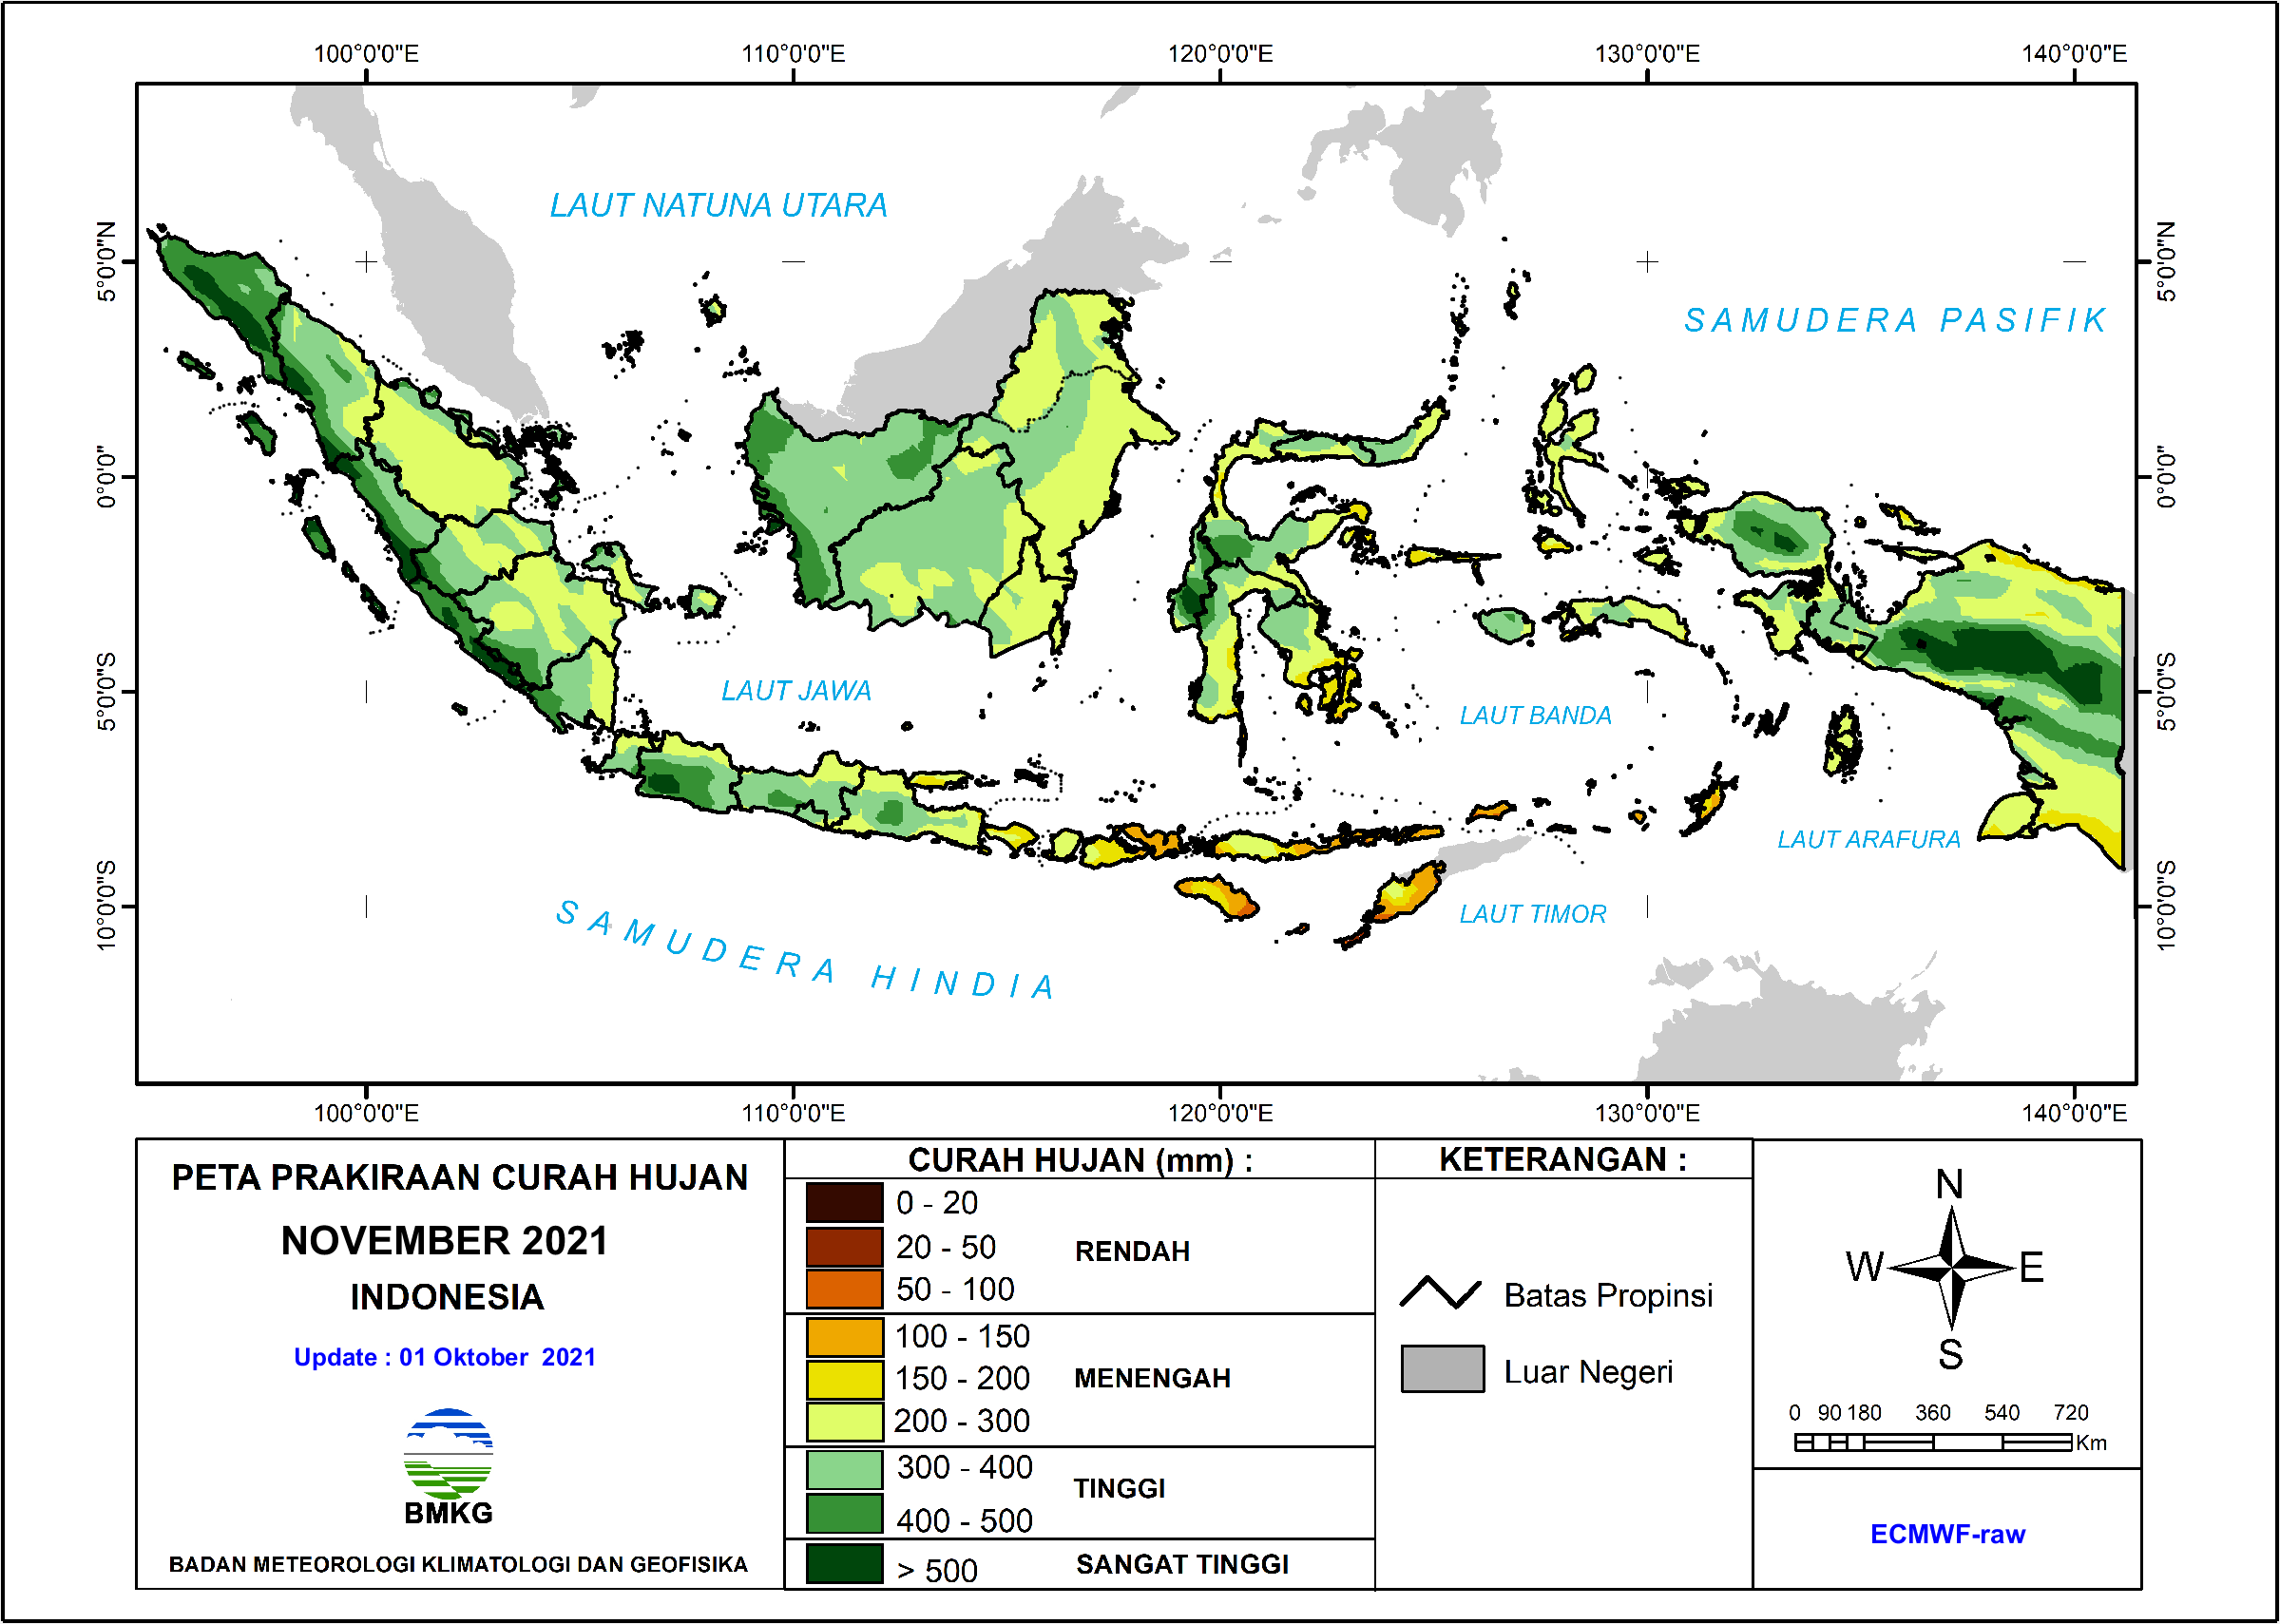 100°0'0"E 110°0'0"E 120°0'0"E 130°0'0"E 140°0'0"E
LAUT NATUNA UTARA
5°0'0"N 5°0'0"N
SAMUDERA PASIFIK
0°0'0" 0°0'0"
5°0'0"S 5°0'0"S
LAUT JAWA
LAUT BANDA
LAUT ARAFURA
10°0'0"S 10°0'0"S
LAUT TIMOR
SAMUDERA HINDIA
100°0'0"E 110°0'0"E 120°0'0"E 130°0'0"E 140°0'0"E
PETA PRAKIRAAN CURAH HUJAN
NOVEMBER 2021
INDONESIA
Update : 01 Oktober 2021
BMKG
BADAN METEOROLOGI KLIMATOLOGI DAN GEOFISIKA
CURAH HUJAN (mm) :
0 - 20
20 - 50
RENDAH
50 - 100
100 - 150
150 - 200
MENENGAH
200 - 300
300 - 400
TINGGI
400 - 500
> 500
SANGAT TINGGI
KETERANGAN :
Batas Propinsi
Luar Negeri
N
W E
S
0 90 180 360 540 720
Km
ECMWF-raw